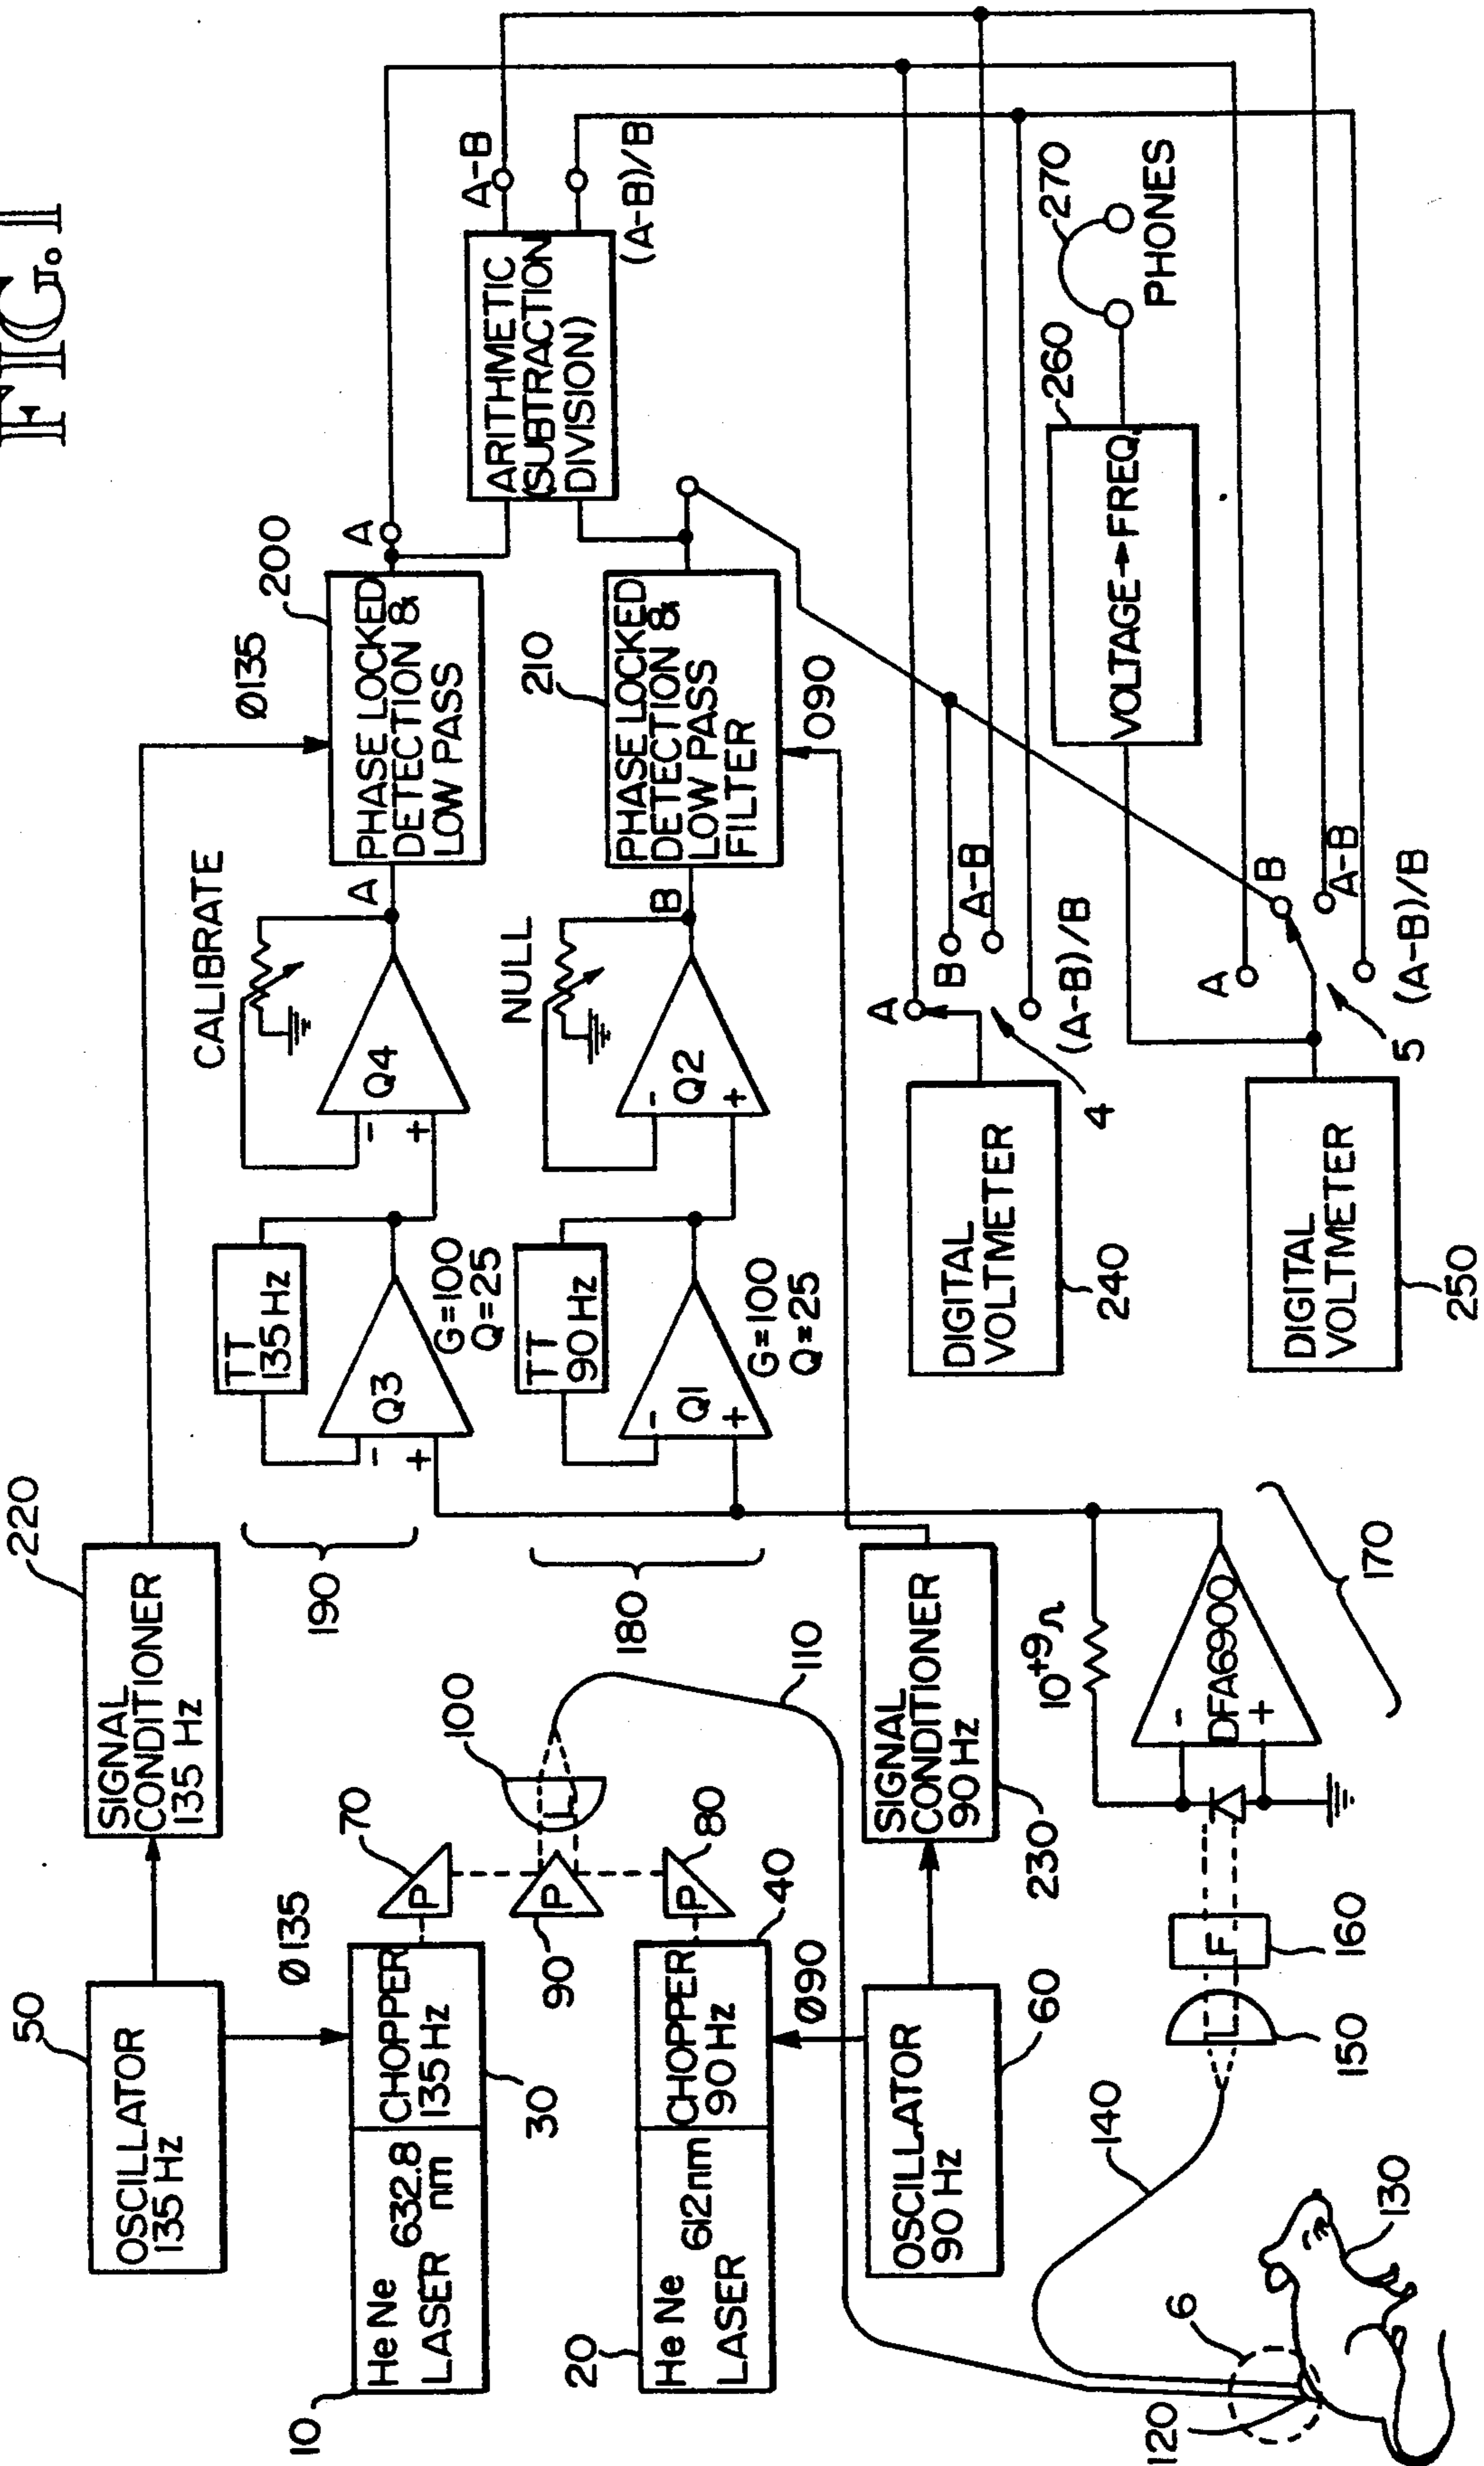 FIG. 1
50
OSCILLATOR
135 Hz
220
SIGNAL
CONDITIONER
135 Hz
Ø135
10
He Ne
LASER
632.8
nm
CHOPPER
135 Hz
30
70
P
90
P
100
L
20
He Ne
LASER
612nm
CHOPPER
90 Hz
40
80
P
Ø90
110
OSCILLATOR
90 Hz
60
SIGNAL
CONDITIONER
90 Hz
230
190
TT
135 Hz
Q3
-
+
G=100
Q=25
CALIBRATE
Q4
-
+
A
Ø135
200
PHASE LOCKED
DETECTION &
LOW PASS
A
180
TT
90 Hz
Q1
-
+
G=100
Q=25
NULL
Q2
-
+
B
210
PHASE LOCKED
DETECTION &
LOW PASS
FILTER
090
ARITHMETIC
(SUBTRACTION
DIVISION)
A-B
(A-B)/B
120
6
130
140
L
150
F
160
10+9Ω
-
DFA6900
+
170
DIGITAL
VOLTMETER
240
A
B
A-B
(A-B)/B
4
DIGITAL
VOLTMETER
250
A
B
A-B
(A-B)/B
5
VOLTAGE→FREQ.
260
270
PHONES